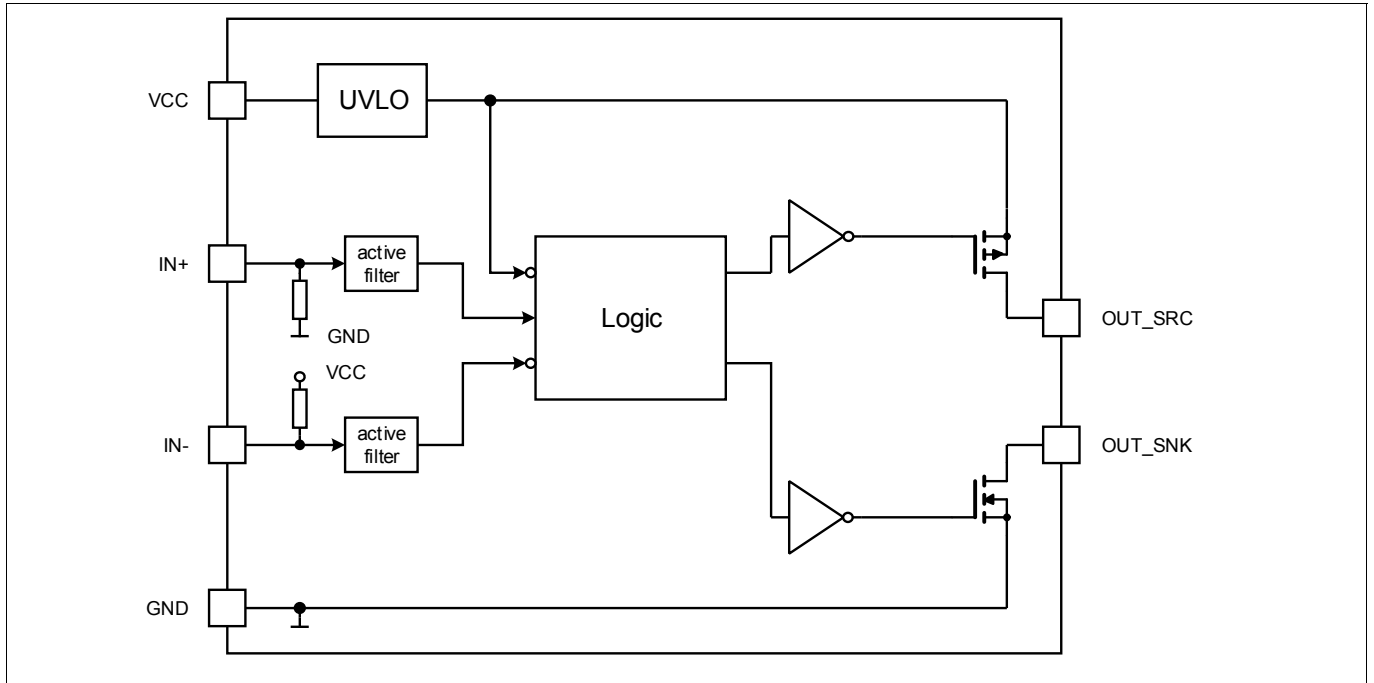 VCC
UVLO
IN+
active
filter
GND
Logic
OUT_SRC
VCC
IN-
active
filter
OUT_SNK
GND